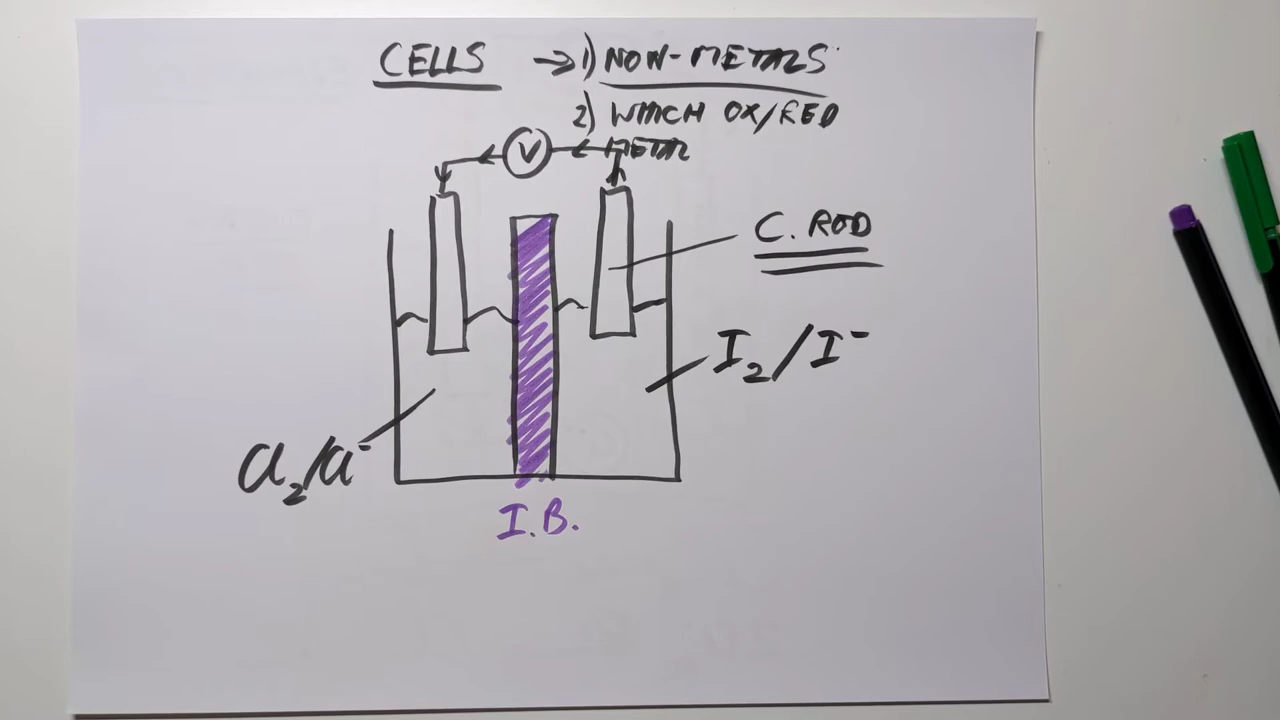 CELLS → 1) NON-METALS
2) WHICH OX/RED
METAL
V
C. ROD
I₂/I⁻
Cl₂/Cl⁻
I.B.